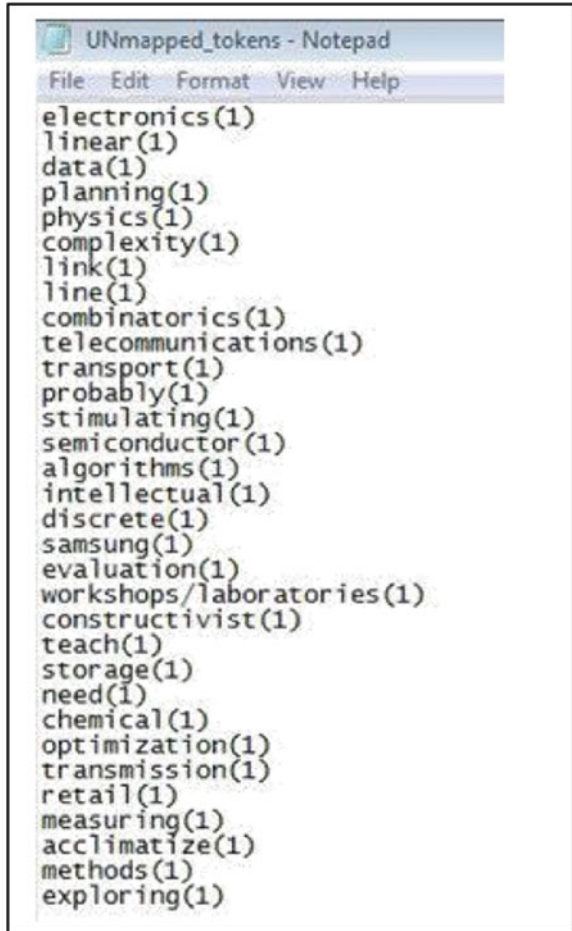 UNmapped_tokens - Notepad
File Edit Format View Help
electronics(1)
linear(1)
data(1)
planning(1)
physics(1)
complexity(1)
link(1)
line(1)
combinatorics(1)
telecommunications(1)
transport(1)
probably(1)
stimulating(1)
semiconductor(1)
algorithms(1)
intellectual(1)
discrete(1)
samsung(1)
evaluation(1)
workshops/laboratories(1)
constructivist(1)
teach(1)
storage(1)
need(1)
chemical(1)
optimization(1)
transmission(1)
retail(1)
measuring(1)
acclimatize(1)
methods(1)
exploring(1)